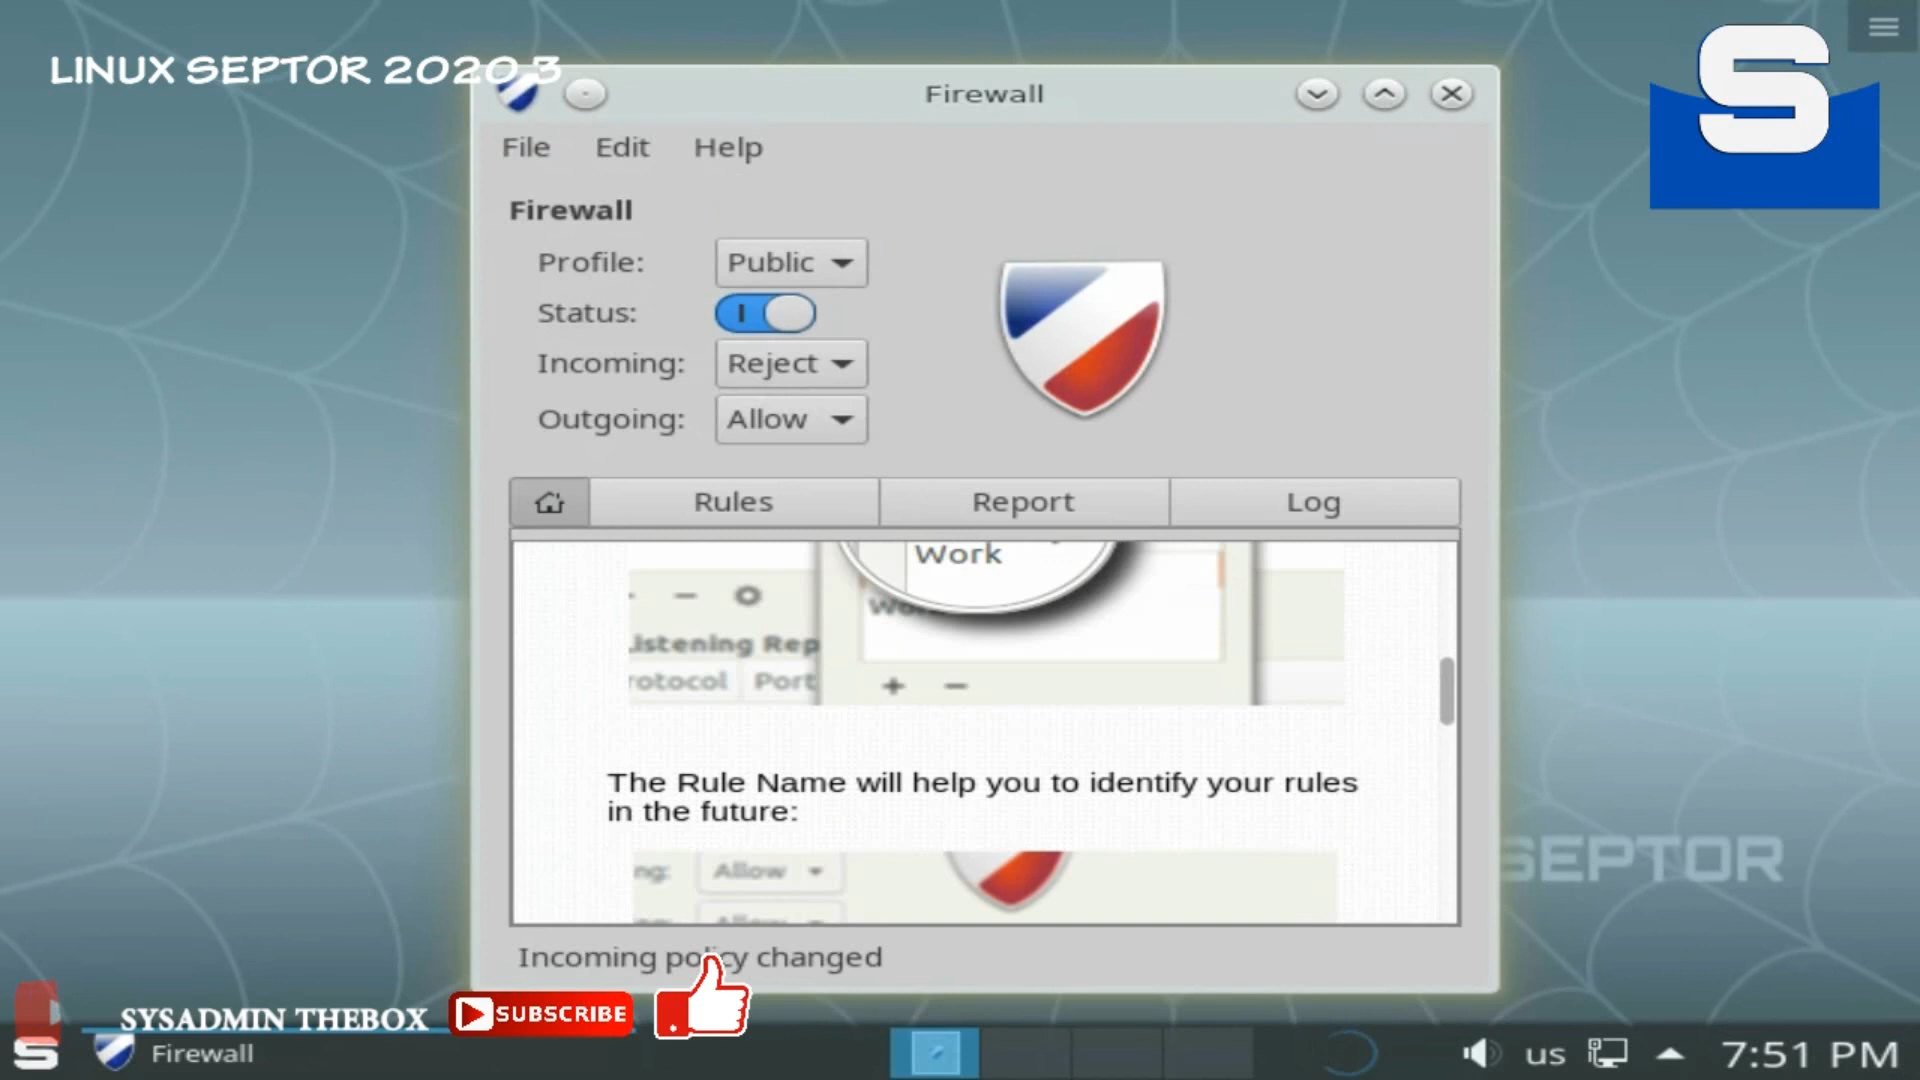 LINUX SEPTOR 2020.3
S
Firewall
File Edit Help
Firewall
Profile: Public
Status:
Incoming: Reject
Outgoing: Allow
Rules Report Log
Work
Listening Rep
rotocol Port
+ −
The Rule Name will help you to identify your rules
in the future:
ng: Allow
SEPTOR
Incoming policy changed
SYSADMIN THEBOX SUBSCRIBE
S Firewall us 7:51 PM